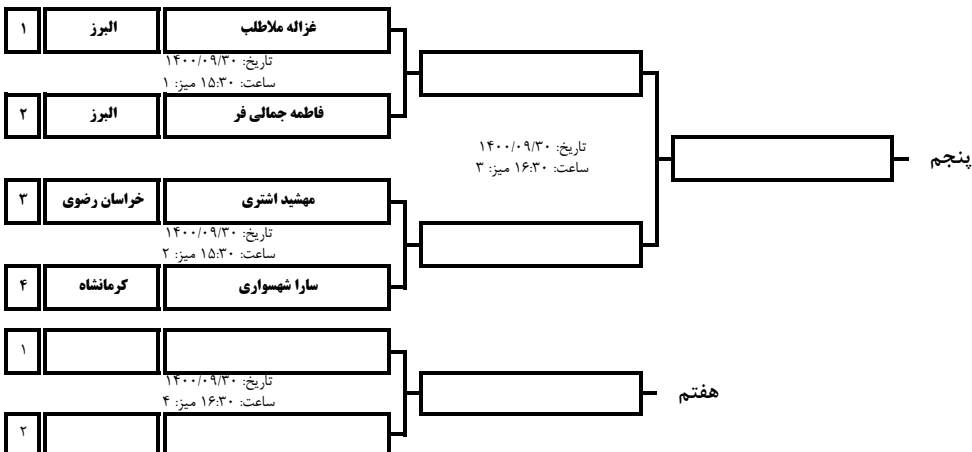 ۱ البرز غزاله ملاطلب
تاریخ: ۱۴۰۰/۰۹/۳۰
ساعت: ۱۵:۳۰ میز: ۱
۲ البرز فاطمه جمالی فر
تاریخ: ۱۴۰۰/۰۹/۳۰
ساعت: ۱۶:۳۰ میز: ۳
پنجم
۳ خراسان رضوی مهشید اشتری
تاریخ: ۱۴۰۰/۰۹/۳۰
ساعت: ۱۵:۳۰ میز: ۲
۴ کرمانشاه سارا شهسواری
۱
تاریخ: ۱۴۰۰/۰۹/۳۰
ساعت: ۱۶:۳۰ میز: ۴
هفتم
۲